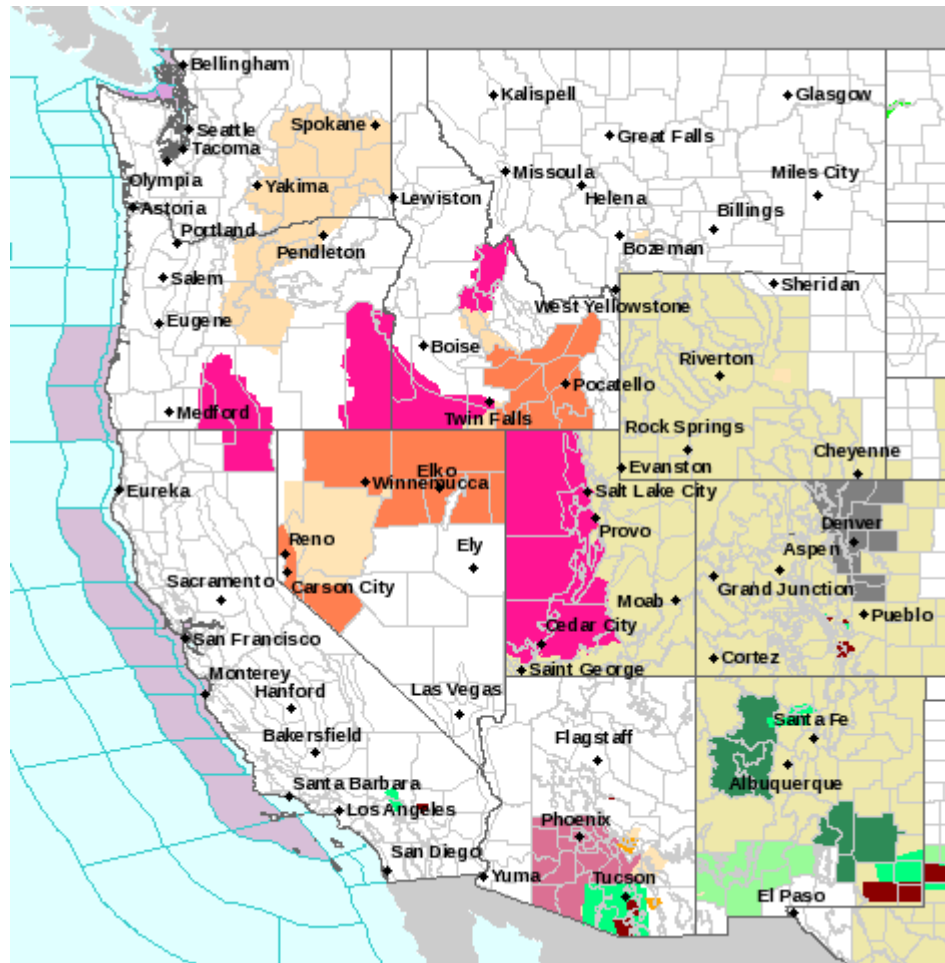 Bellingham
Kalispell
Glasgow
Seattle
Spokane
Great Falls
Tacoma
Olympia
Yakima
Missoula
Miles City
Lewiston
Helena
Astoria
Billings
Portland
Pendleton
Bozeman
Salem
West Yellowstone
Sheridan
Eugene
Boise
Riverton
Pocatello
Medford
Twin Falls
Rock Springs
Cheyenne
Elko
Evanston
Winnemucca
Eureka
Salt Lake City
Denver
Provo
Reno
Ely
Aspen
Sacramento
Carson City
Grand Junction
Moab
Pueblo
San Francisco
Cedar City
Cortez
Saint George
Monterey
Hanford
Las Vegas
Santa Fe
Flagstaff
Bakersfield
Albuquerque
Santa Barbara
Los Angeles
Phoenix
San Diego
Yuma
Tucson
El Paso